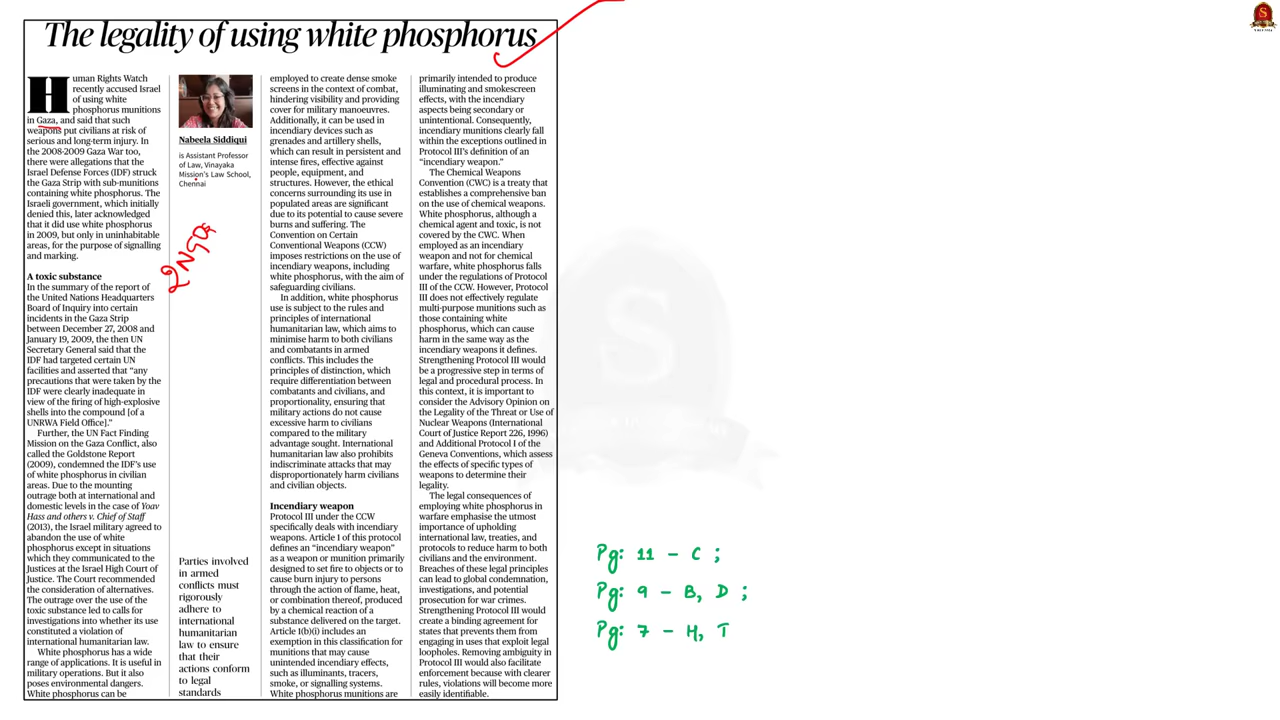 The legality of using white phosphorus
Human Rights Watch
recently accused Israel
of using white
phosphorus munitions
in Gaza, and said that such
weapons put civilians at risk of
serious and long-term injury. In
the 2008-2009 Gaza War too,
there were allegations that the
Israel Defense Forces (IDF) struck
the Gaza Strip with sub-munitions
containing white phosphorus. The
Israeli government, which initially
denied this, later acknowledged
that it did use white phosphorus
in 2009, but only in uninhabitable
areas, for the purpose of signalling
and marking.
A toxic substance
In the summary of the report of
the United Nations Headquarters
Board of Inquiry into certain
incidents in the Gaza Strip
between December 27, 2008 and
January 19, 2009, the then UN
Secretary General said that the
IDF had targeted certain UN
facilities and asserted that “any
precautions that were taken by the
IDF were clearly inadequate in
view of the firing of high-explosive
shells into the compound [of a
UNRWA Field Office].”
Further, the UN Fact Finding
Mission on the Gaza Conflict, also
called the Goldstone Report
(2009), condemned the IDF’s use
of white phosphorus in civilian
areas. Due to the mounting
outrage both at international and
domestic levels in the case of Yoav
Hass and others v. Chief of Staff
(2013), the Israel military agreed to
abandon the use of white
phosphorus except in situations
which they communicated to the
Justices at the Israel High Court of
Justice. The Court recommended
the consideration of alternatives.
The outrage over the use of the
toxic substance led to calls for
investigations into whether its use
constituted a violation of
international humanitarian law.
White phosphorus has a wide
range of applications. It is useful in
military operations. But it also
poses environmental dangers.
White phosphorus can be
Nabeela Siddiqui
is Assistant Professor
of Law, Vinayaka
Mission's Law School,
Chennai
2NGOs
Parties involved
in armed
conflicts must
rigorously
adhere to
international
humanitarian
law to ensure
that their
actions conform
to legal
standards
employed to create dense smoke
screens in the context of combat,
hindering visibility and providing
cover for military manoeuvres.
Additionally, it can be used in
incendiary devices such as
grenades and artillery shells,
which can result in persistent and
intense fires, effective against
people, equipment, and
structures. However, the ethical
concerns surrounding its use in
populated areas are significant
due to its potential to cause severe
burns and suffering. The
Convention on Certain
Conventional Weapons (CCW)
imposes restrictions on the use of
incendiary weapons, including
white phosphorus, with the aim of
safeguarding civilians.
In addition, white phosphorus
use is subject to the rules and
principles of international
humanitarian law, which aims to
minimise harm to both civilians
and combatants in armed
conflicts. This includes the
principles of distinction, which
require differentiation between
combatants and civilians, and
proportionality, ensuring that
military actions do not cause
excessive harm to civilians
compared to the military
advantage sought. International
humanitarian law also prohibits
indiscriminate attacks that may
disproportionately harm civilians
and civilian objects.
Incendiary weapon
Protocol III under the CCW
specifically deals with incendiary
weapons. Article 1 of this protocol
defines an “incendiary weapon”
as a weapon or munition primarily
designed to set fire to objects or to
cause burn injury to persons
through the action of flame, heat,
or combination thereof, produced
by a chemical reaction of a
substance delivered on the target.
Article 1(b)(i) includes an
exemption in this classification for
munitions that may cause
unintended incendiary effects,
such as illuminants, tracers,
smoke, or signalling systems.
White phosphorus munitions are
primarily intended to produce
illuminating and smokescreen
effects, with the incendiary
aspects being secondary or
unintentional. Consequently,
incendiary munitions clearly fall
within the exceptions outlined in
Protocol III’s definition of an
“incendiary weapon.”
The Chemical Weapons
Convention (CWC) is a treaty that
establishes a comprehensive ban
on the use of chemical weapons.
White phosphorus, although a
chemical agent and toxic, is not
covered by the CWC. When
employed as an incendiary
weapon and not for chemical
warfare, white phosphorus falls
under the regulations of Protocol
III of the CCW. However, Protocol
III does not effectively regulate
multi-purpose munitions such as
those containing white
phosphorus, which can cause
harm in the same way as the
incendiary weapons it defines.
Strengthening Protocol III would
be a progressive step in terms of
legal and procedural process. In
this context, it is important to
consider the Advisory Opinion on
the Legality of the Threat or Use of
Nuclear Weapons (International
Court of Justice Report 226, 1996)
and Additional Protocol I of the
Geneva Conventions, which assess
the effects of specific types of
weapons to determine their
legality.
The legal consequences of
employing white phosphorus in
warfare emphasise the utmost
importance of upholding
international law, treaties, and
protocols to reduce harm to both
civilians and the environment.
Breaches of these legal principles
can lead to global condemnation,
investigations, and potential
prosecution for war crimes.
Strengthening Protocol III would
create a binding agreement for
states that prevents them from
engaging in uses that exploit legal
loopholes. Removing ambiguity in
Protocol III would also facilitate
enforcement because with clearer
rules, violations will become more
easily identifiable.
Pg: 11 - C ;
Pg: 9 - B, D ;
Pg: 7 - H, T
S